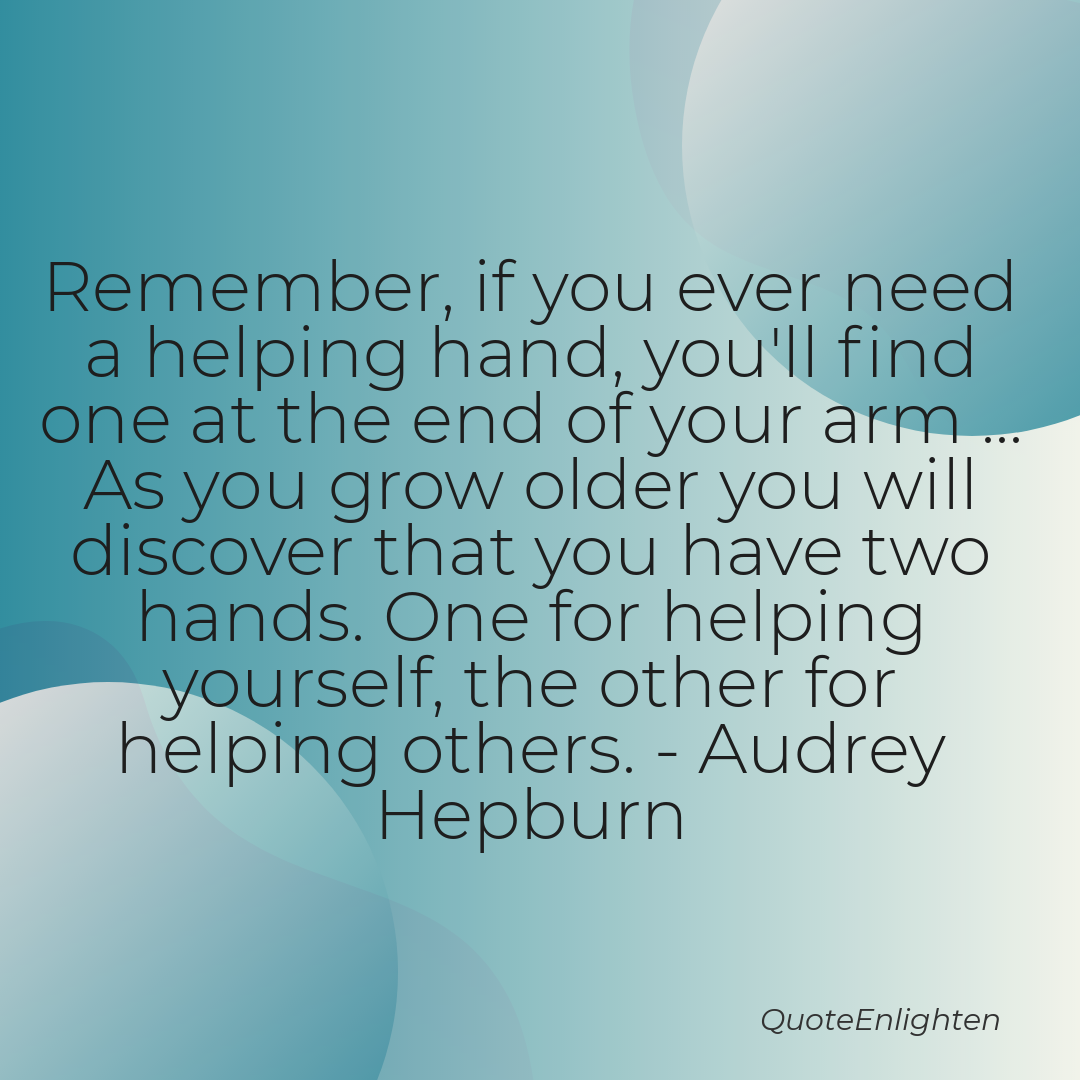 Remember, if you ever need
a helping hand, you'll find
one at the end of your arm ...
As you grow older you will
discover that you have two
hands. One for helping
yourself, the other for
helping others. - Audrey
Hepburn
QuoteEnlighten